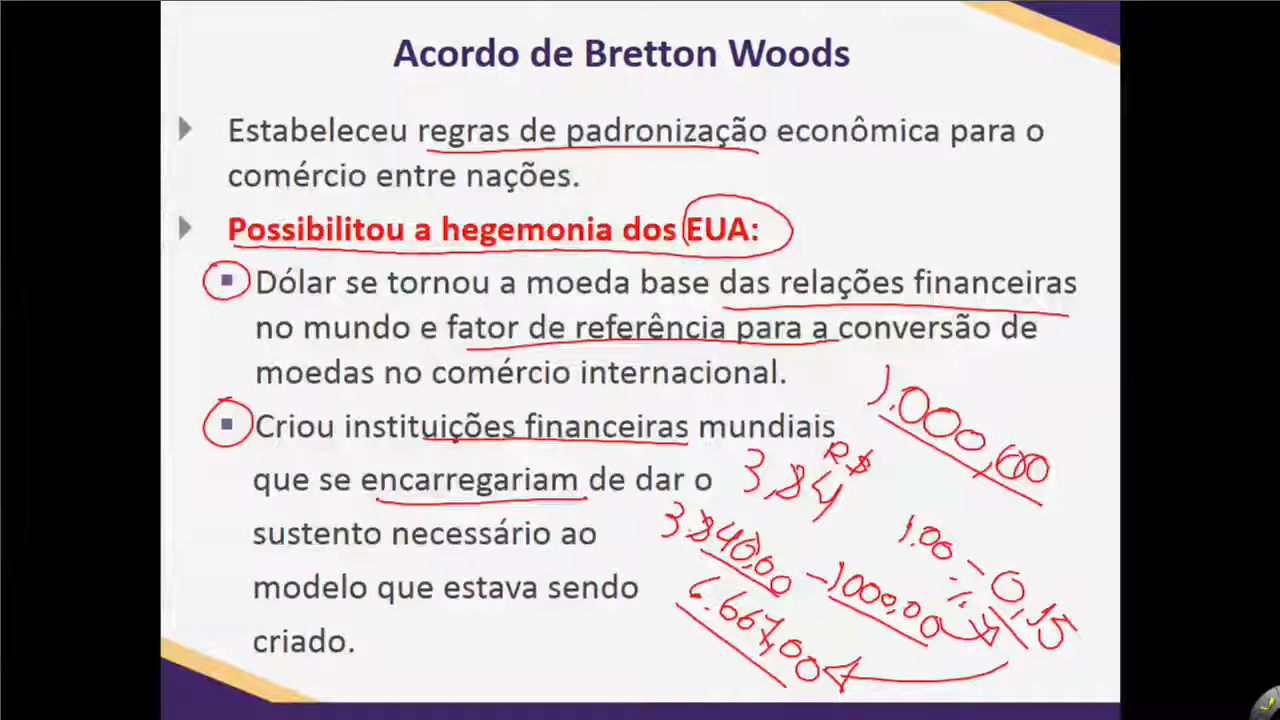 Acordo de Bretton Woods
Estabeleceu regras de padronização econômica para o
comércio entre nações.
Possibilitou a hegemonia dos EUA:
Dólar se tornou a moeda base das relações financeiras
no mundo e fator de referência para a conversão de
moedas no comércio internacional.
Criou instituições financeiras mundiais
que se encarregariam de dar o
sustento necessário ao
modelo que estava sendo
criado.
1.000,00
R$
3,84
3.840,00 - 1000,00
1.00 - 0,15
6.667,00